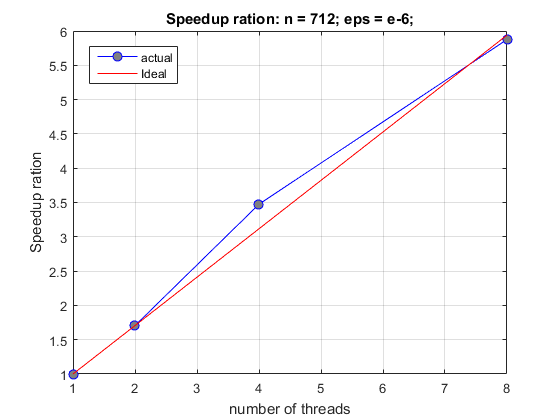 Speedup ration: n = 712; eps = e-6;
actual
Ideal
Speedup ration
6
5.5
5
4.5
4
3.5
3
2.5
2
1.5
1
1 2 3 4 5 6 7 8
number of threads